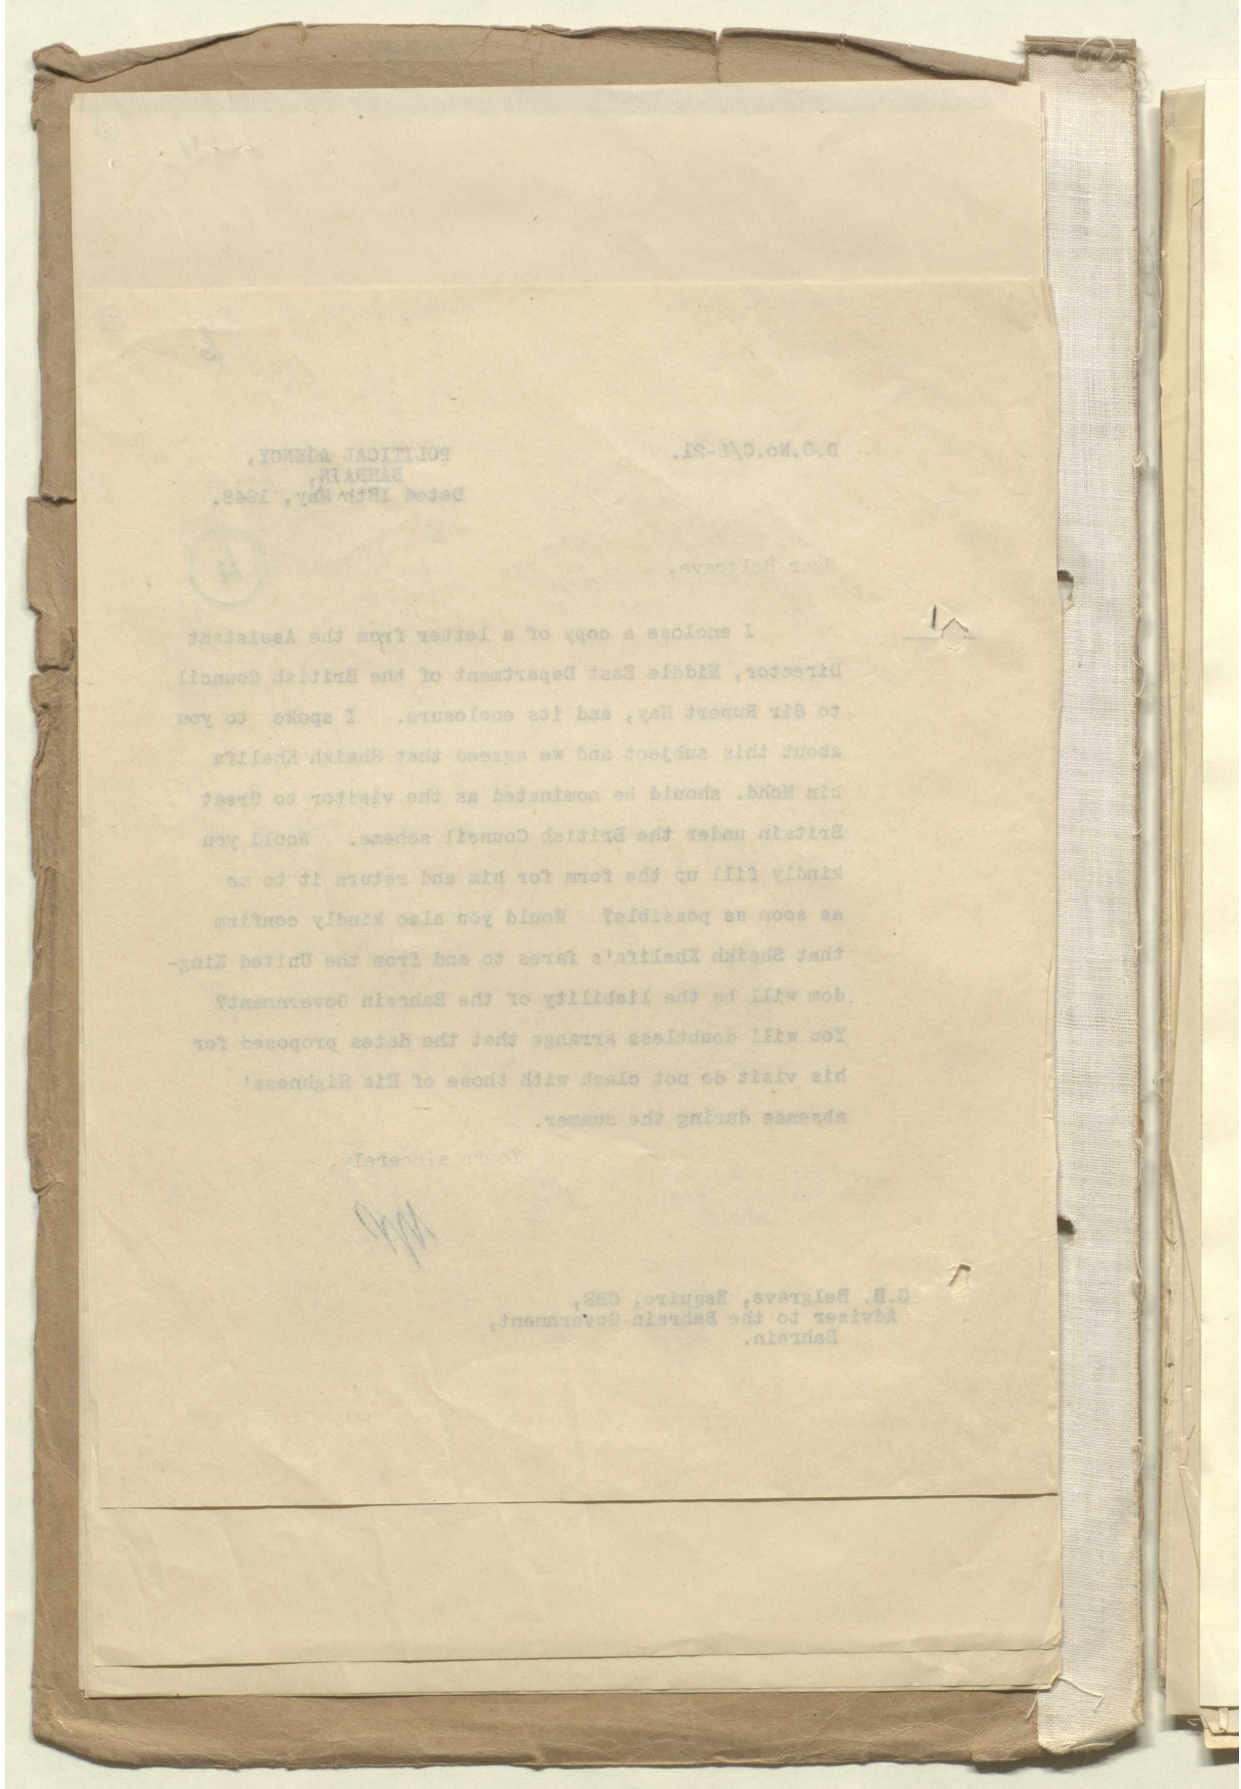 D.O.No.C/L-21.
POLITICAL AGENCY,
BAHRAIN,
Dated 18th May, 1948.
Dear Belgrave,
I enclose a copy of a letter from the Assistant
Director, Middle East Department of the British Council
to Sir Rupert Hay, and its enclosure. I spoke to you
about this subject and we agreed that Shaikh Khalifa
bin Mohd. should be nominated as the visitor to Great
Britain under the British Council scheme. Would you
kindly fill up the form for him and return it to me
as soon as possible? Would you also kindly confirm
that Shaikh Khalifa's fares to and from the United King-
dom will be the liability or the Bahrain Government?
You will doubtless arrange that the dates proposed for
his visit do not clash with those of His Highness'
absence during the summer.
Yours sincerely,
C.D. Belgrave, Esquire, CBE,
Adviser to the Bahrain Government,
Bahrain.